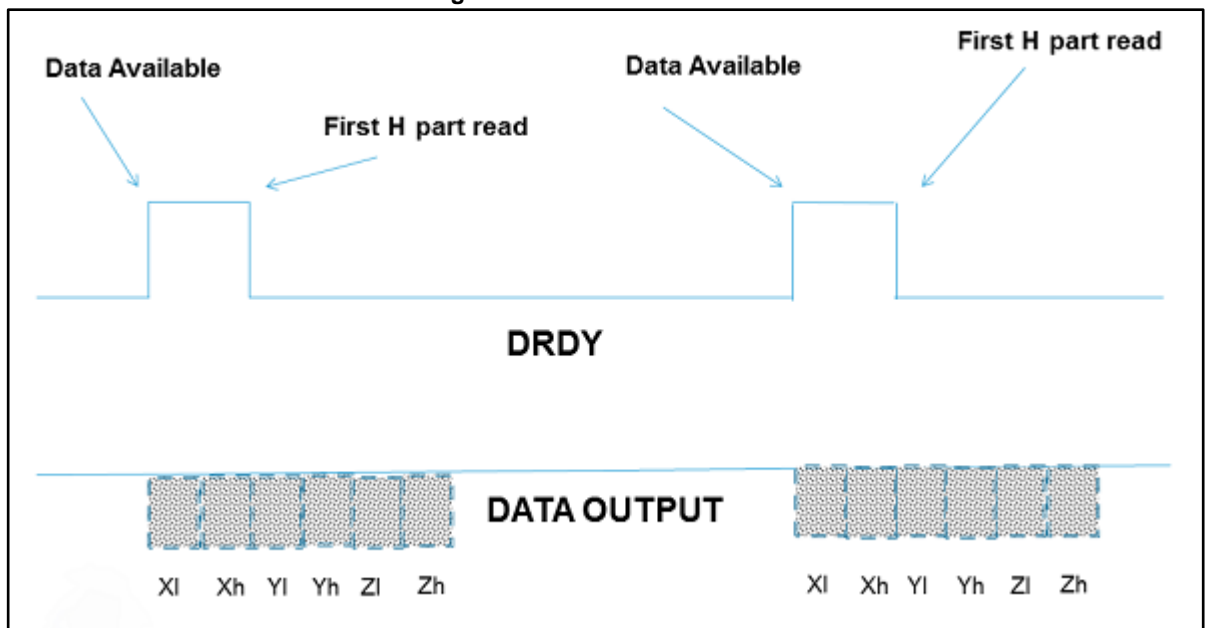 Data Available
First H part read
Data Available
First H part read
DRDY
DATA OUTPUT
Xl Xh Yl Yh Zl Zh
Xl Xh Yl Yh Zl Zh